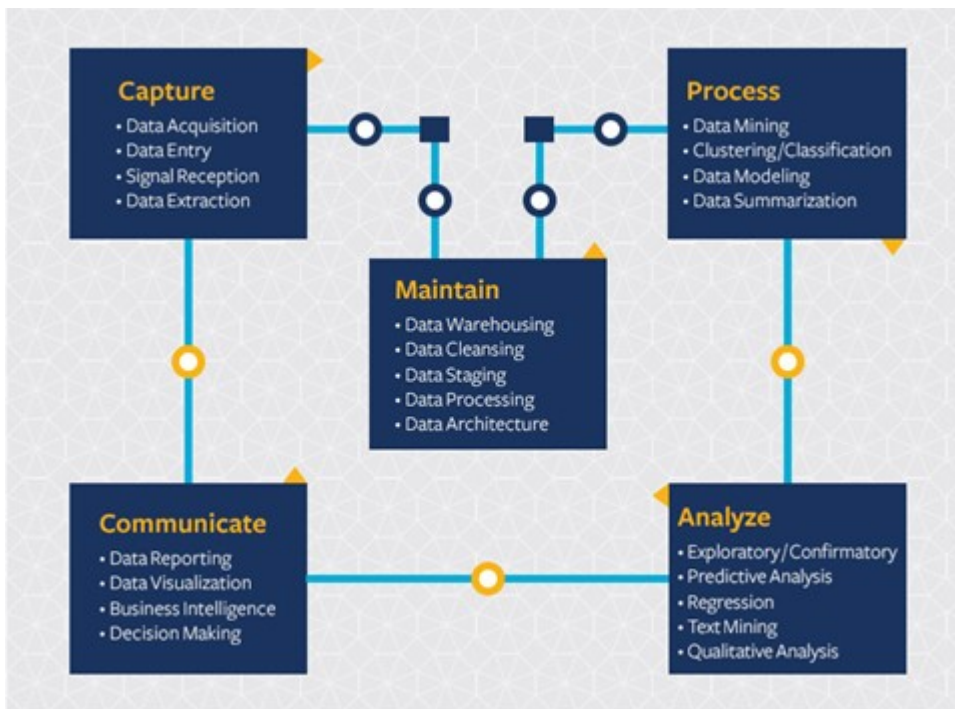 Capture
• Data Acquisition
• Data Entry
• Signal Reception
• Data Extraction
Maintain
• Data Warehousing
• Data Cleansing
• Data Staging
• Data Processing
• Data Architecture
Process
• Data Mining
• Clustering/Classification
• Data Modeling
• Data Summarization
Analyze
• Exploratory/Confirmatory
• Predictive Analysis
• Regression
• Text Mining
• Qualitative Analysis
Communicate
• Data Reporting
• Data Visualization
• Business Intelligence
• Decision Making